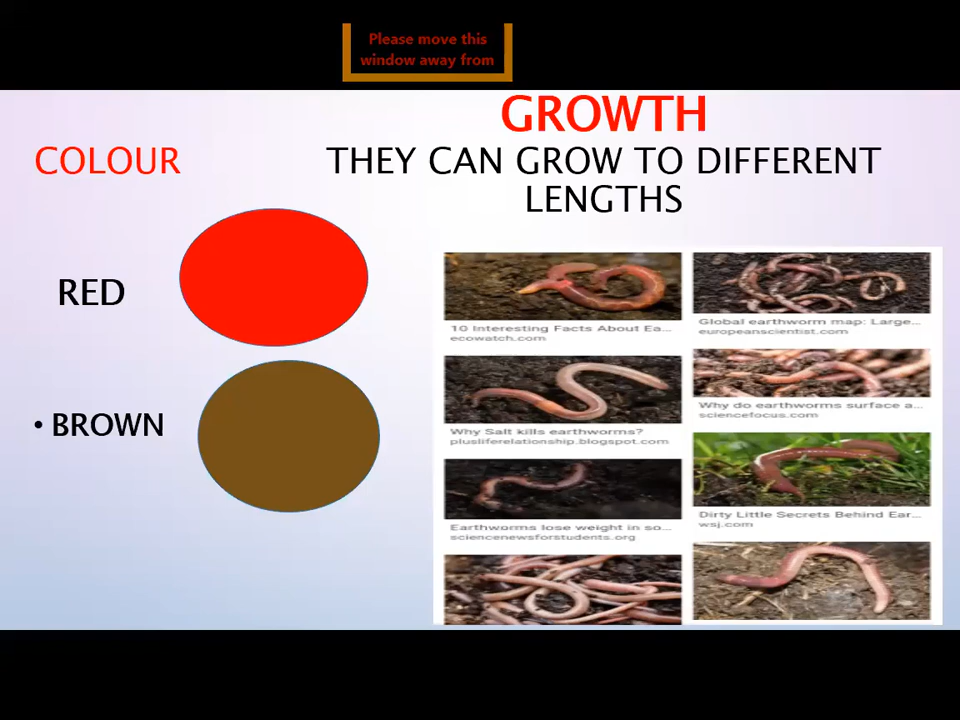 Please move this
window away from
GROWTH
COLOUR
THEY CAN GROW TO DIFFERENT
LENGTHS
RED
• BROWN
10 Interesting Facts About Ea...
ecowatch.com
Global earthworm map: Large...
europeanscientist.com
Why Salt kills earthworms?
plusliferelationship.blogspot.com
Why do earthworms surface a...
sciencefocus.com
Earthworms lose weight in so...
sciencenewsforstudents.org
Dirty Little Secrets Behind Ear...
wsj.com